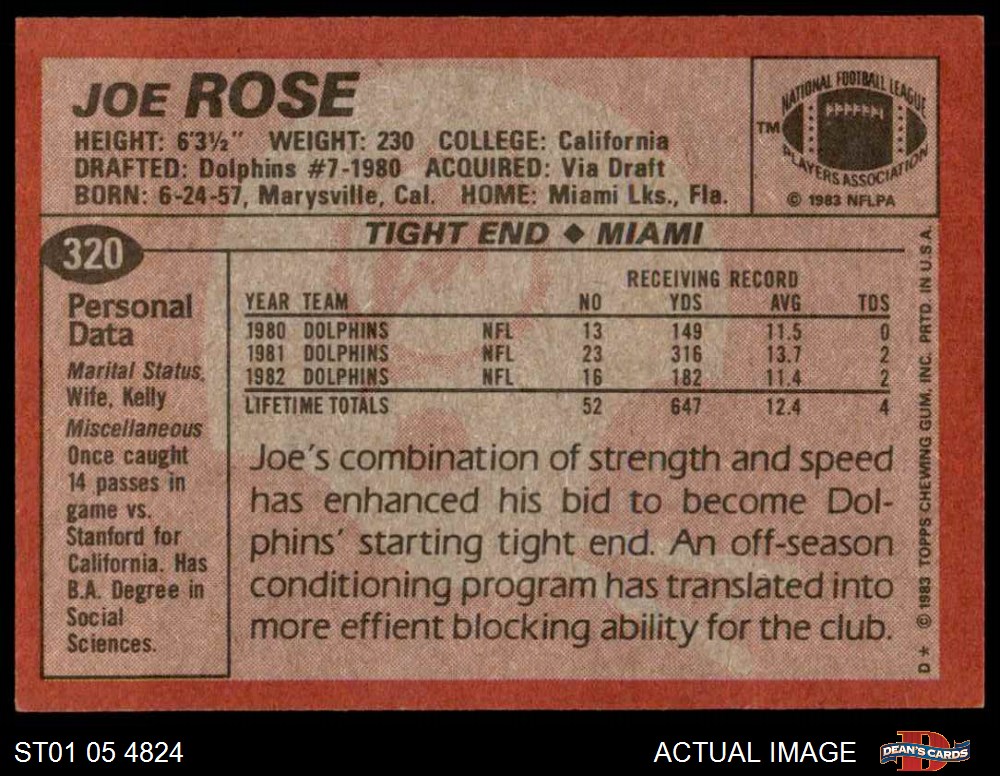 JOE ROSE
HEIGHT: 6'3½" WEIGHT: 230 COLLEGE: California
DRAFTED: Dolphins #7-1980 ACQUIRED: Via Draft
BORN: 6-24-57, Marysville, Cal. HOME: Miami Lks., Fla.
NATIONAL FOOTBALL LEAGUE
TM
PLAYERS ASSOCIATION
© 1983 NFLPA
320
TIGHT END ◆ MIAMI
Personal
Data
Marital Status.
Wife, Kelly
Miscellaneous
Once caught
14 passes in
game vs.
Stanford for
California. Has
B.A. Degree in
Social
Sciences.
RECEIVING RECORD
YEAR TEAM NO YDS AVG TDS
1980 DOLPHINS NFL 13 149 11.5 0
1981 DOLPHINS NFL 23 316 13.7 2
1982 DOLPHINS NFL 16 182 11.4 2
LIFETIME TOTALS 52 647 12.4 4
Joe's combination of strength and speed
has enhanced his bid to become Dol-
phins' starting tight end. An off-season
conditioning program has translated into
more effient blocking ability for the club.
D* © 1983 TOPPS CHEWING GUM, INC. PRTD. IN U.S.A.
ST01 05 4824
ACTUAL IMAGE
DEAN'S CARDS